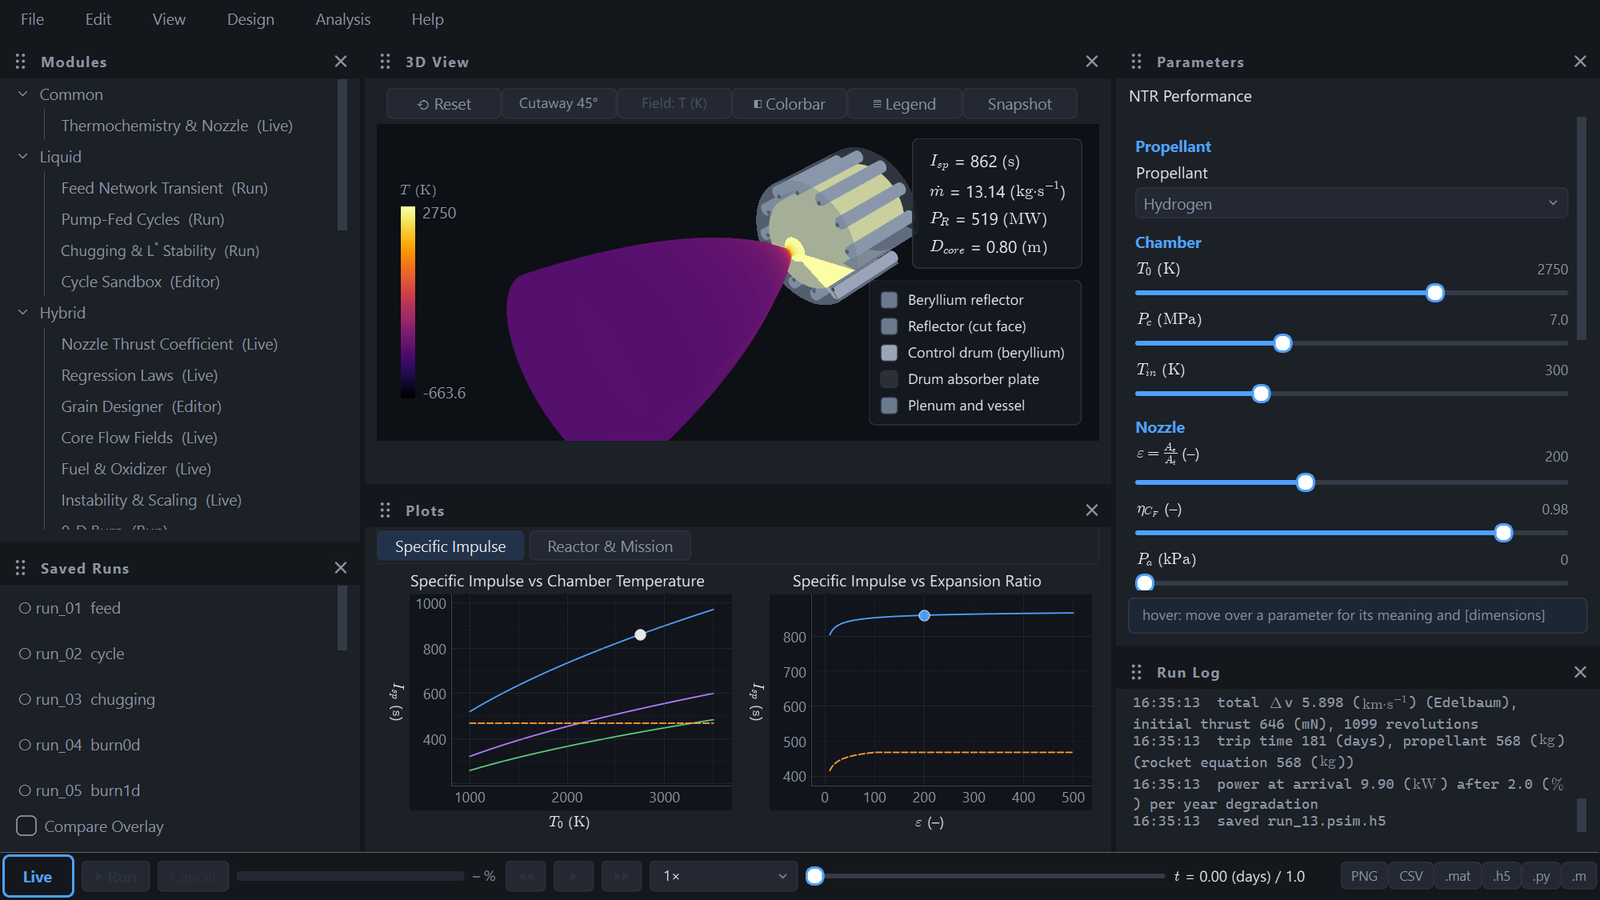 File Edit View Design Analysis Help
Modules
Common
Thermochemistry & Nozzle (Live)
Liquid
Feed Network Transient (Run)
Pump-Fed Cycles (Run)
Chugging & L* Stability (Run)
Cycle Sandbox (Editor)
Hybrid
Nozzle Thrust Coefficient (Live)
Regression Laws (Live)
Grain Designer (Editor)
Core Flow Fields (Live)
Fuel & Oxidizer (Live)
Instability & Scaling (Live)
Saved Runs
run_01 feed
run_02 cycle
run_03 chugging
run_04 burn0d
run_05 burn1d
Compare Overlay
3D View
Reset Cutaway 45° Field: T (K) Colorbar Legend Snapshot
T (K)
2750
-663.6
I_sp = 862 (s)
ṁ = 13.14 (kg·s⁻¹)
P_R = 519 (MW)
D_core = 0.80 (m)
Beryllium reflector
Reflector (cut face)
Control drum (beryllium)
Drum absorber plate
Plenum and vessel
Plots
Specific Impulse Reactor & Mission
Specific Impulse vs Chamber Temperature
1000
800
600
400
I_sp (s)
1000 2000 3000
T₀ (K)
Specific Impulse vs Expansion Ratio
800
700
600
500
400
I_sp (s)
0 100 200 300 400 500
ε (–)
Parameters
NTR Performance
Propellant
Propellant
Hydrogen
Chamber
T₀ (K) 2750
P_c (MPa) 7.0
T_in (K) 300
Nozzle
ε = A_e/A_t (–) 200
η_C_F (–) 0.98
P_a (kPa) 0
hover: move over a parameter for its meaning and [dimensions]
Run Log
16:35:13 total Δv 5.898 (km·s⁻¹) (Edelbaum),
initial thrust 646 (mN), 1099 revolutions
16:35:13 trip time 181 (days), propellant 568 (kg)
(rocket equation 568 (kg))
16:35:13 power at arrival 9.90 (kW) after 2.0 (%
) per year degradation
16:35:13 saved run_13.psim.h5
Live Run Cancel – % 1× t = 0.00 (days) / 1.0 PNG CSV .mat .h5 .py .m